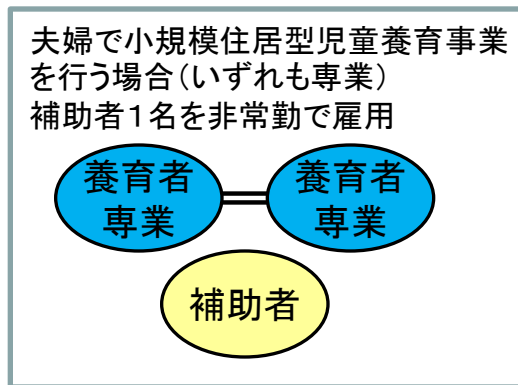 夫婦で小規模住居型児童養育事業
を行う場合（いずれも専業）
補助者１名を非常勤で雇用
養育者
専業
養育者
専業
補助者